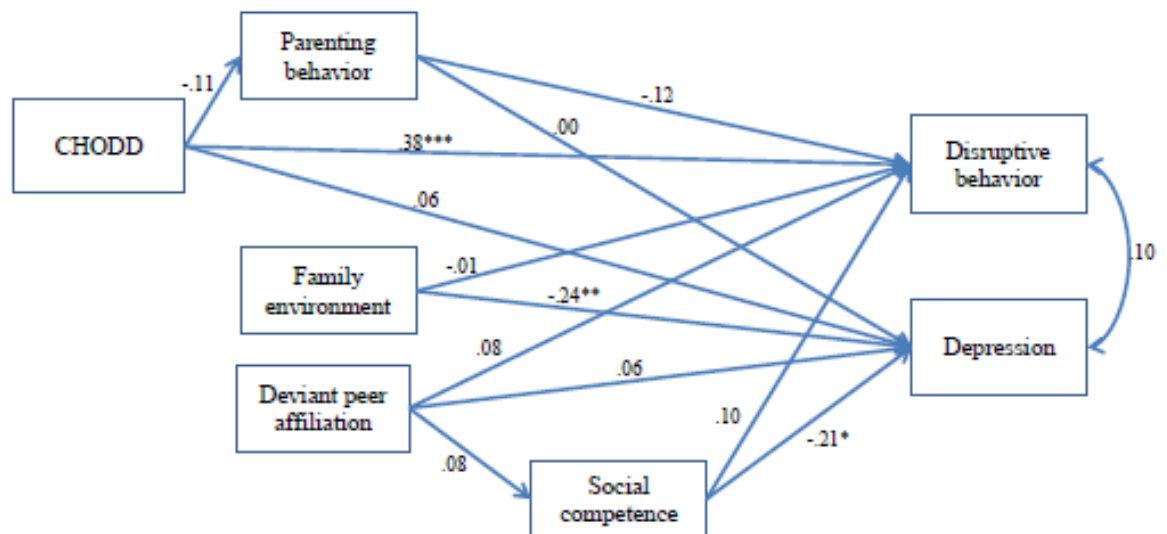 Parenting
behavior
-.11
-.12
CHODD
.38***
.00
Disruptive
behavior
.06
Family
environment
-.01
-.24**
.10
Depression
.08
.06
Deviant peer
affiliation
.10
-.21*
.08
Social
competence